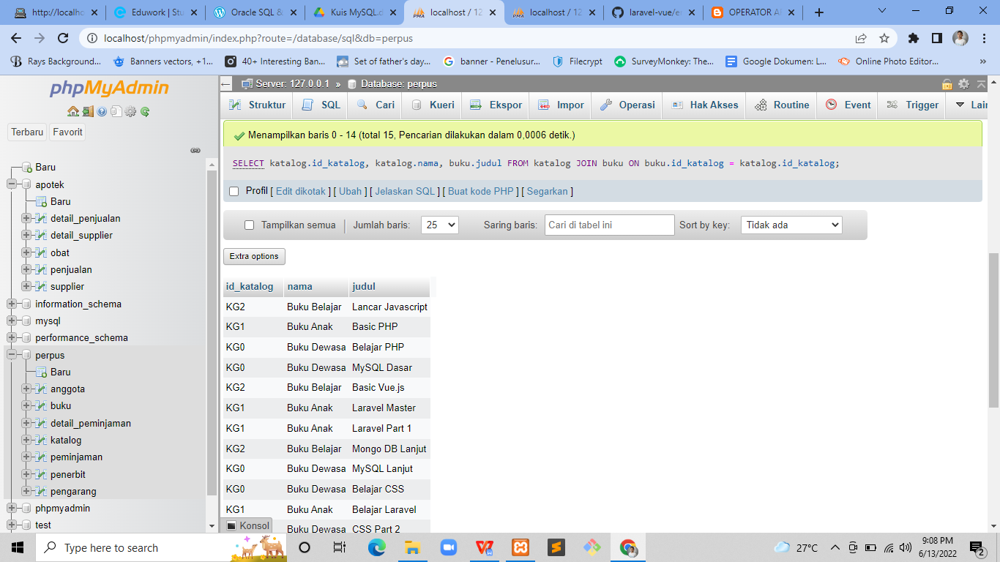 http://localho
Eduwork | Stu
Oracle SQL &
Kuis MySQL.d
localhost / 12
localhost / 12
laravel-vue/e
OPERATOR A
localhost/phpmyadmin/index.php?route=/database/sql&db=perpus
Rays Background...
Banners vectors, +1...
40+ Interesting Ban...
Set of father's day...
banner - Penelusur...
Filecrypt
SurveyMonkey: The...
Google Dokumen: L...
Online Photo Editor...
»
phpMyAdmin
Terbaru
Favorit
Baru
apotek
Baru
detail_penjualan
detail_supplier
obat
penjualan
supplier
information_schema
mysql
performance_schema
perpus
Baru
anggota
buku
detail_peminjaman
katalog
peminjaman
penerbit
pengarang
phpmyadmin
test
Server: 127.0.0.1 » Database: perpus
Struktur
SQL
Cari
Kueri
Ekspor
Impor
Operasi
Hak Akses
Routine
Event
Trigger
Lain
Menampilkan baris 0 - 14 (total 15, Pencarian dilakukan dalam 0,0006 detik.)
SELECT katalog.id_katalog, katalog.nama, buku.judul FROM katalog JOIN buku ON buku.id_katalog = katalog.id_katalog;
Profil [ Edit dikotak ] [ Ubah ] [ Jelaskan SQL ] [ Buat kode PHP ] [ Segarkan ]
Tampilkan semua | Jumlah baris: 25 Saring baris: Cari di tabel ini Sort by key: Tidak ada
Extra options
id_katalog nama judul
KG2 Buku Belajar Lancar Javascript
KG1 Buku Anak Basic PHP
KG0 Buku Dewasa Belajar PHP
KG0 Buku Dewasa MySQL Dasar
KG2 Buku Belajar Basic Vue.js
KG1 Buku Anak Laravel Master
KG1 Buku Anak Laravel Part 1
KG2 Buku Belajar Mongo DB Lanjut
KG0 Buku Dewasa MySQL Lanjut
KG0 Buku Dewasa Belajar CSS
KG1 Buku Anak Belajar Laravel
Buku Dewasa CSS Part 2
Konsol
Type here to search
27°C
9:08 PM
6/13/2022
2